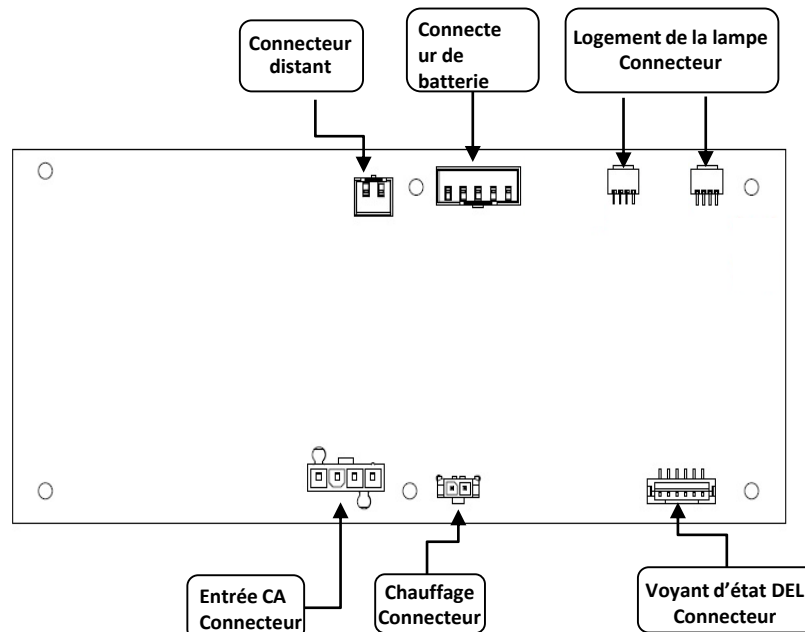 Connecteur
distant
Connecte
ur de
batterie
Logement de la lampe
Connecteur
Entrée CA
Connecteur
Chauffage
Connecteur
Voyant d’état DEL
Connecteur